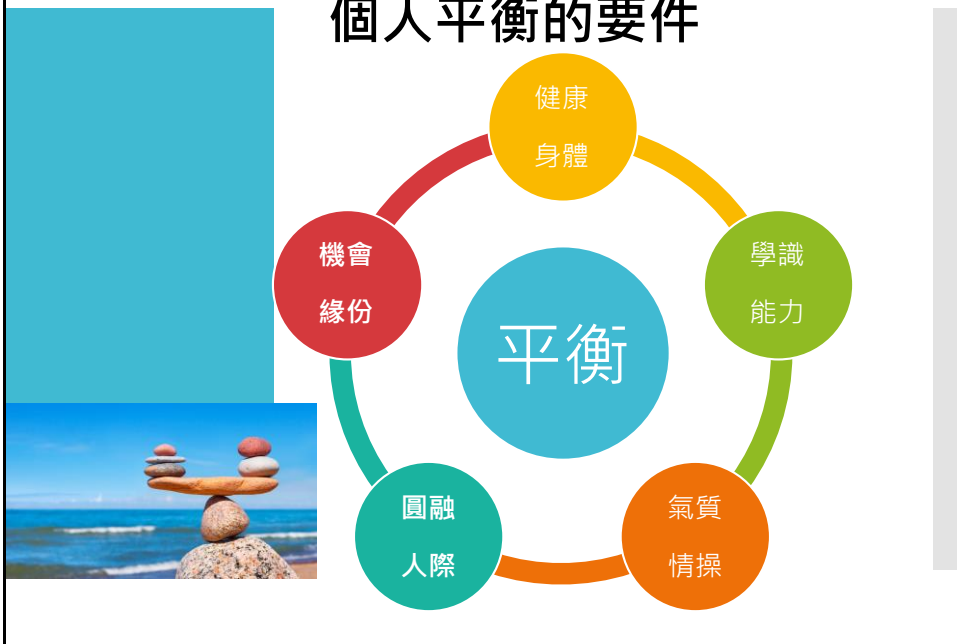 個人平衡的要件
健康
身體
機會
緣份
學識
能力
平衡
圓融
人際
氣質
情操